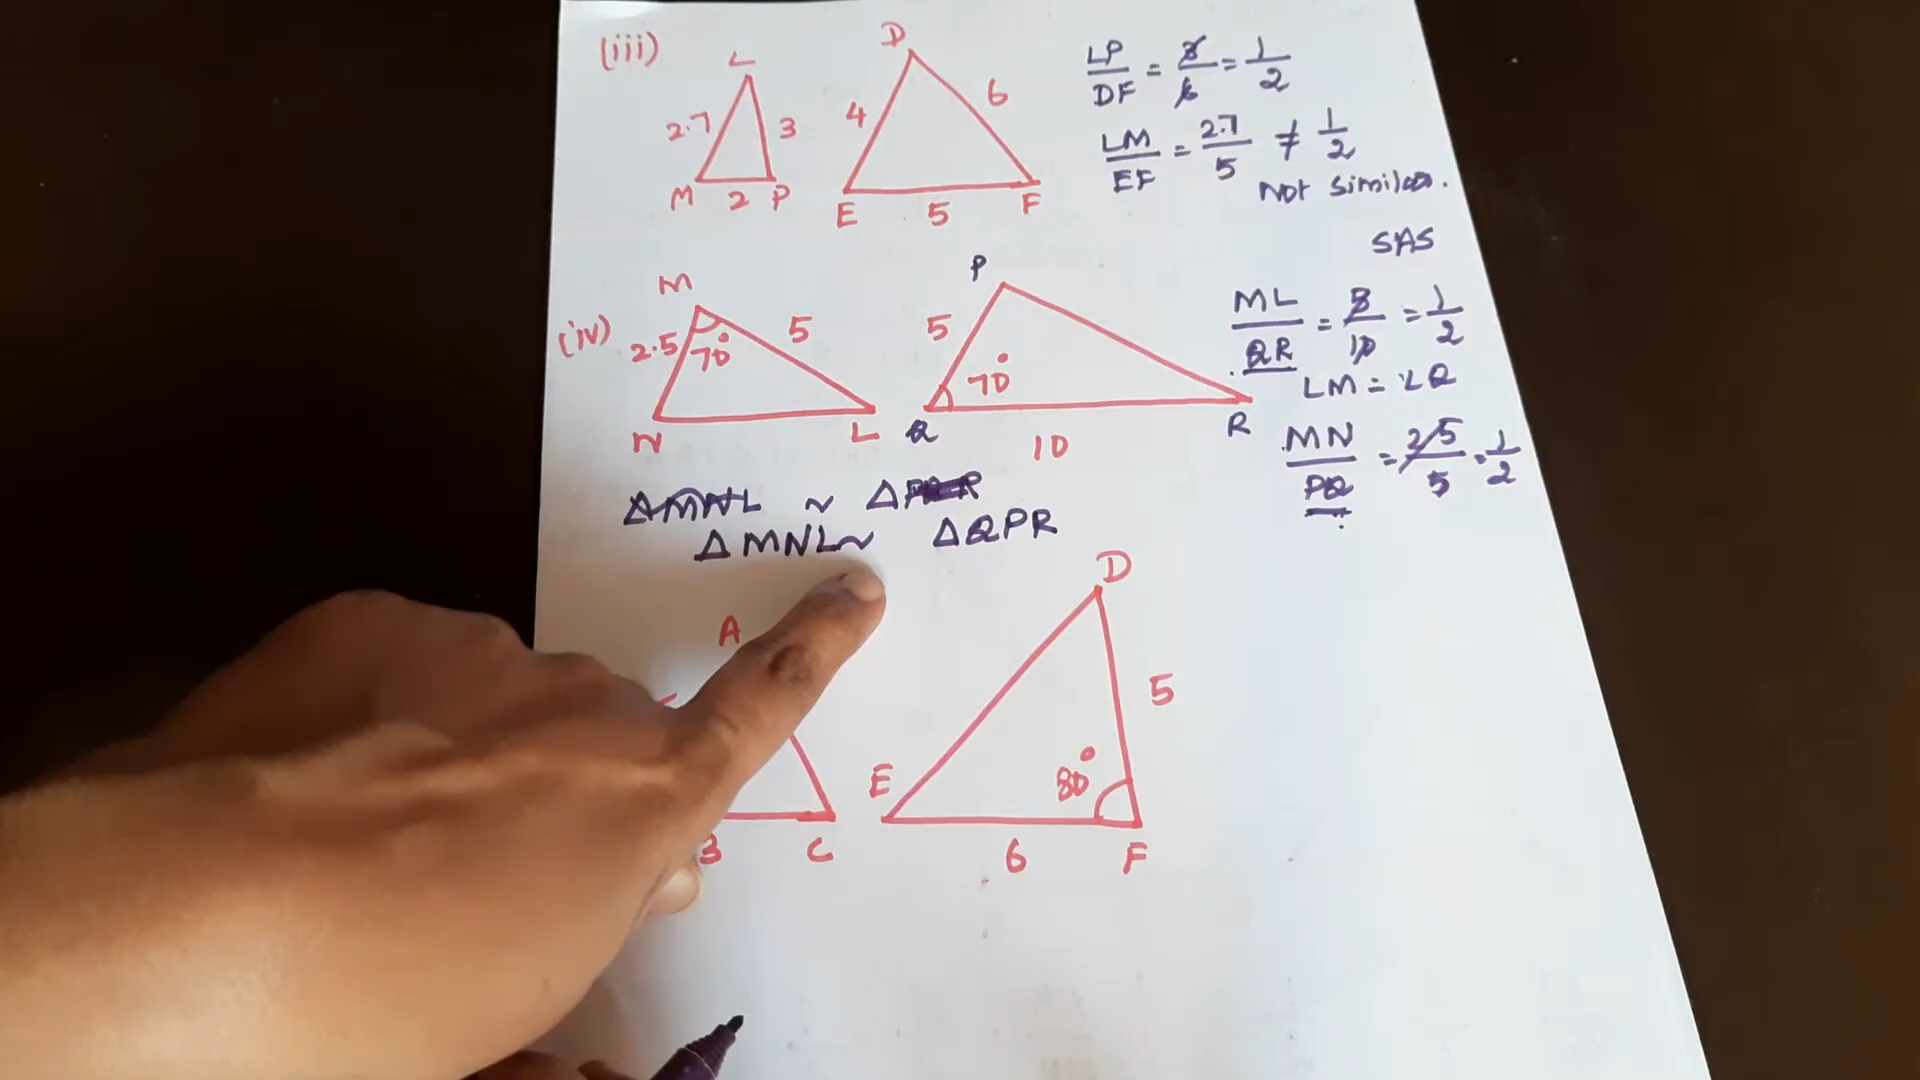 (iii)
L
2.7
3
M
2
P
D
4
6
E
5
F
LP/DF = 3/6 = 1/2
LM/EF = 2.7/5 ≠ 1/2
Not similar.
SAS
(iv)
M
2.5
70°
5
N
L
P
5
70°
Q
10
R
ML/QR = 5/10 = 1/2
∠M = ∠Q
MN/PQ = 2.5/5 = 1/2
ΔMNL ~
ΔMNL ~ ΔQPR
A
3
C
D
5
E
80°
6
F